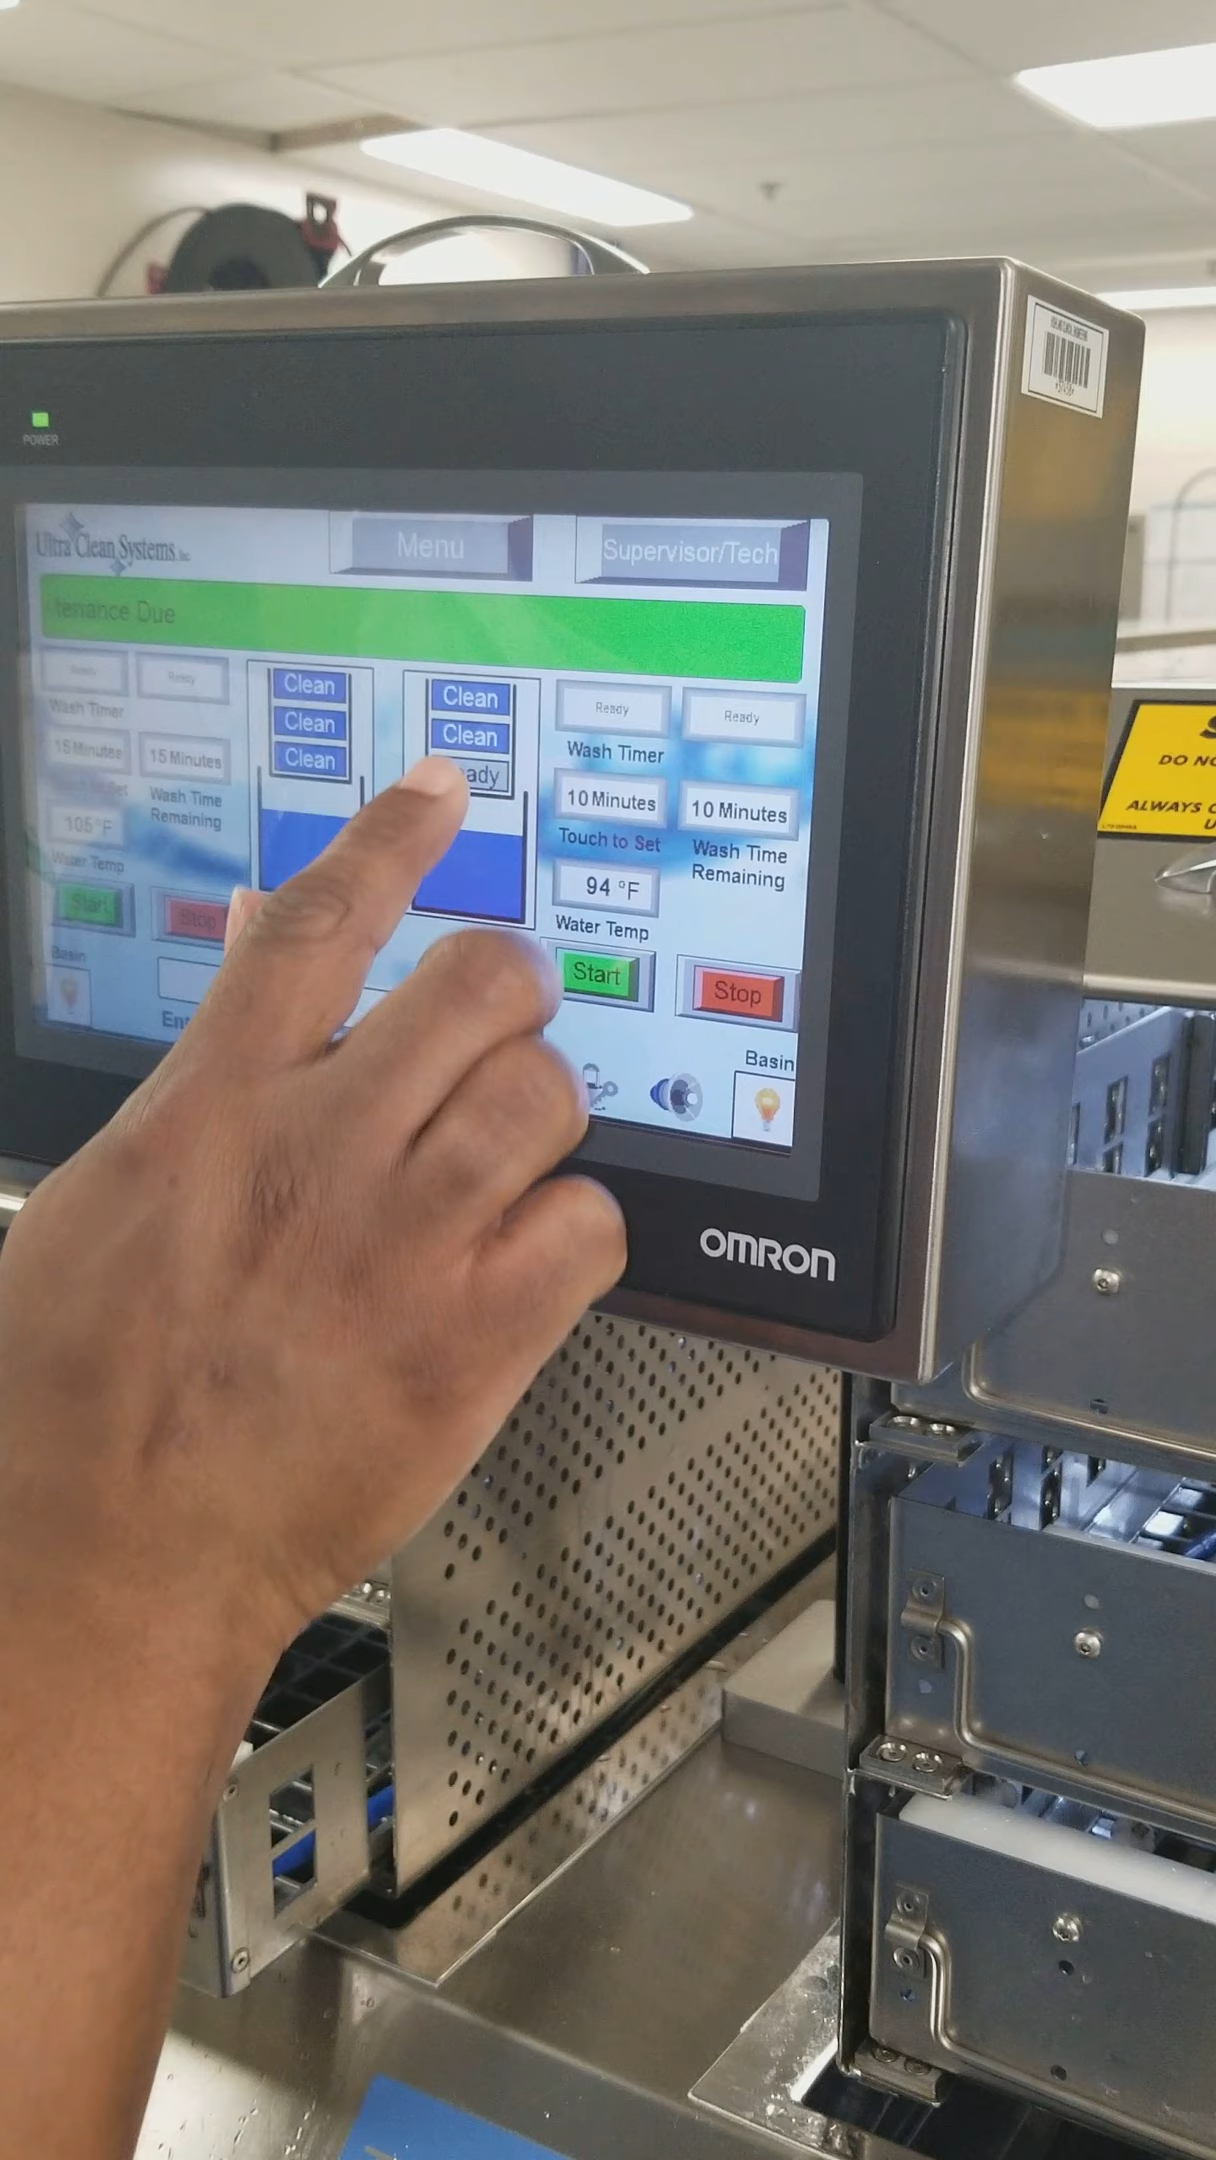 POWER
Ultra Clean Systems Inc.
Menu
Supervisor/Tech
tenance Due
Ready
Ready
Wash Timer
15 Minutes
15 Minutes
Wash Time
Remaining
105°F
Water Temp
Start
Stop
Basin
Ent
Clean
Clean
Clean
Clean
Clean
eady
Ready
Ready
Wash Timer
10 Minutes
10 Minutes
Touch to Set
Wash Time
Remaining
94 °F
Water Temp
Start
Stop
Basin
OMRON
DO NO
ALWAYS